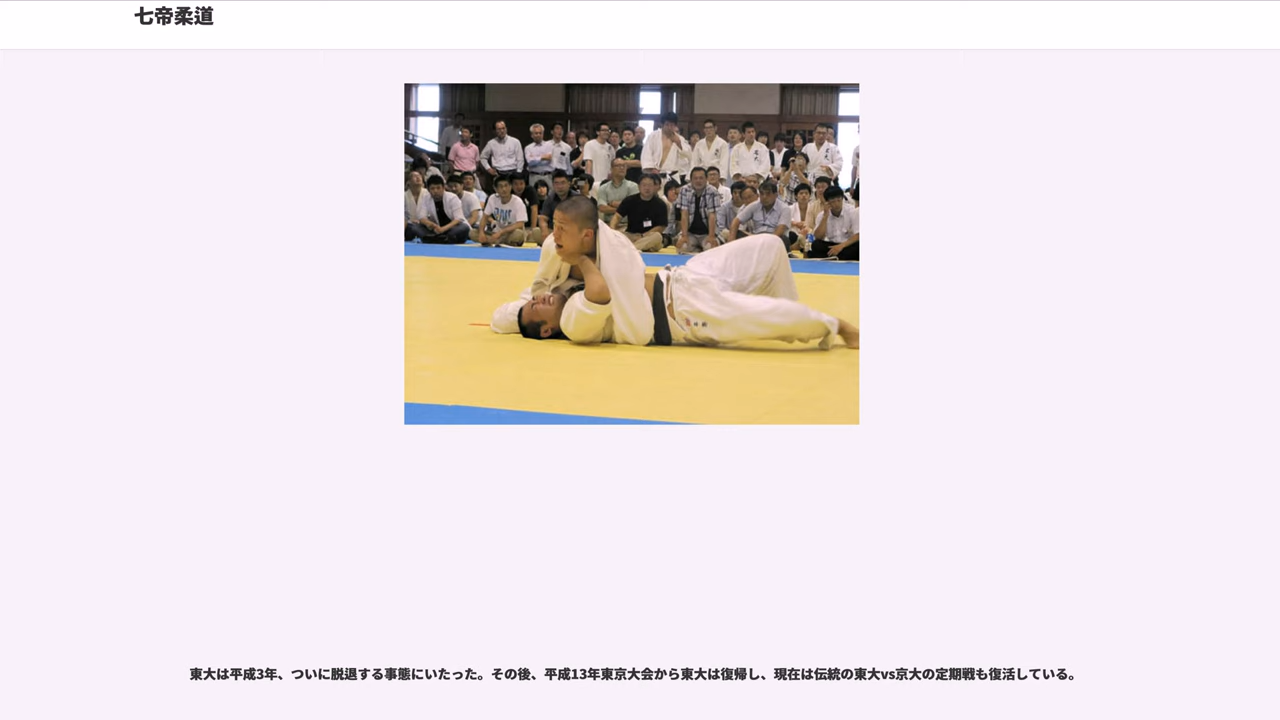 七帝柔道
東大は平成3年、ついに脱退する事態にいたった。その後、平成13年東京大会から東大は復帰し、現在は伝統の東大vs京大の定期戦も復活している。